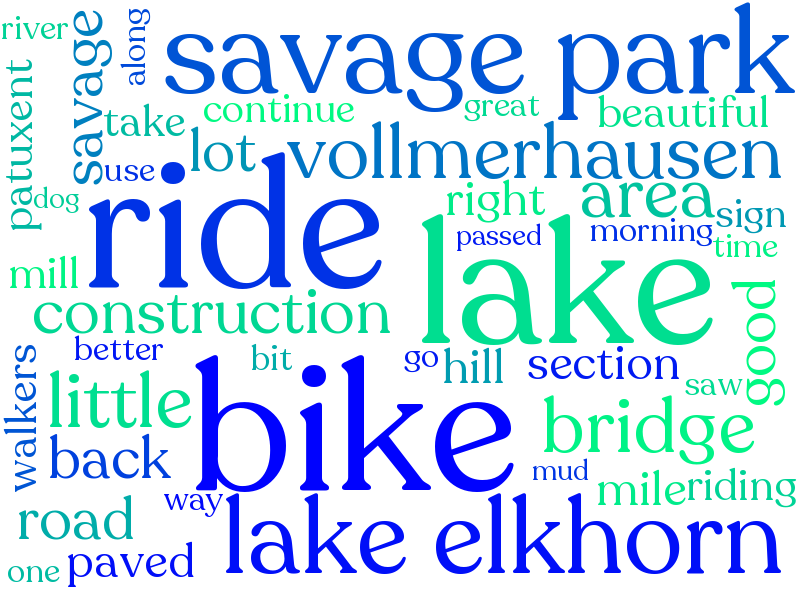 river
along
savage
savage park
patuxent
take
continue
great
beautiful
use
lot
vollmerhausen
dog
ride
right
area
sign
passed
morning
time
mill
lake
construction
good
better
bit
go
hill
section
saw
walkers
little
bike
bridge
back
mud
mile
riding
way
road
lake elkhorn
paved
one